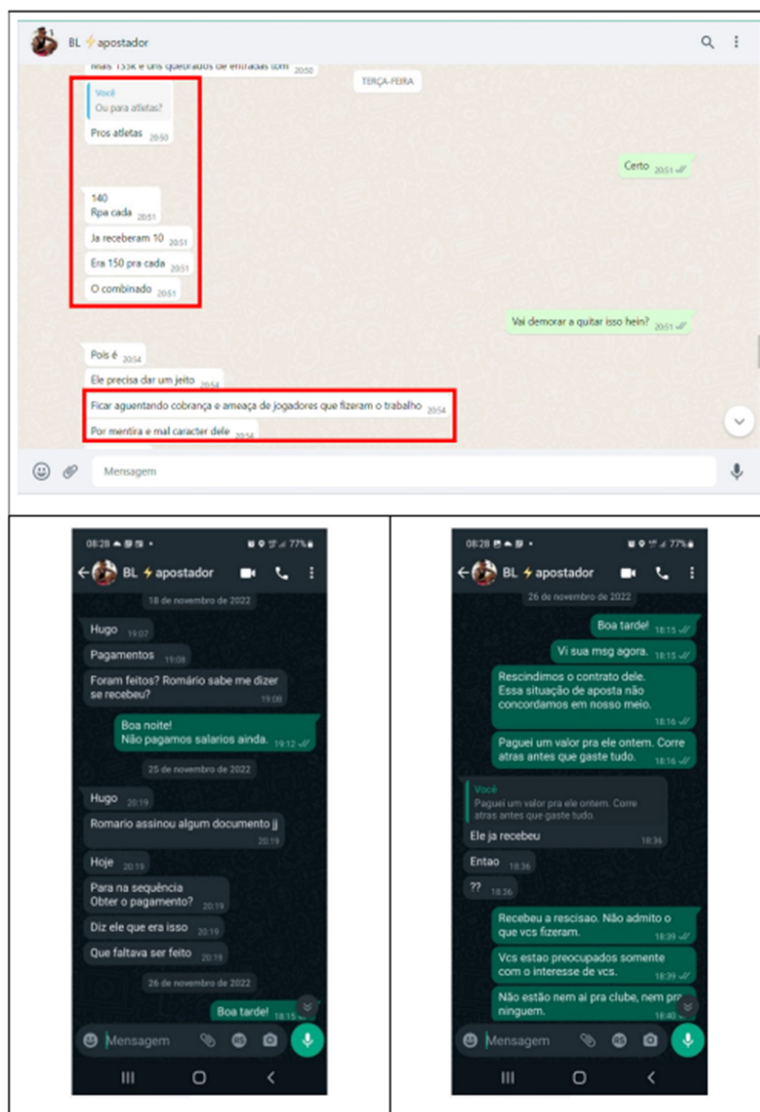 BL ⚡ apostador
Mais 135k e uns quebrados de entradas tbm 20:50
TERÇA-FEIRA
Você
Ou para atletas?
Pros atletas 20:50
Certo 20:51
140
Rpa cada 20:51
Ja receberam 10 20:51
Era 150 pra cada 20:51
O combinado 20:51
Vai demorar a quitar isso hein? 20:51
Pois é 20:54
Ele precisa dar um jeito 20:54
Ficar aguentando cobrança e ameaça de jogadores que fizeram o trabalho 20:54
Por mentira e mal caracter dele 20:54
Mensagem
08:28 77%
BL ⚡ apostador
18 de novembro de 2022
Hugo 19:07
Pagamentos 19:08
Foram feitos? Romário sabe me dizer
se recebeu? 19:08
Boa noite!
Não pagamos salarios ainda. 19:12
25 de novembro de 2022
Hugo 20:19
Romario assinou algum documento jj
20:19
Hoje 20:19
Para na sequência
Obter o pagamento? 20:19
Diz ele que era isso 20:19
Que faltava ser feito 20:19
26 de novembro de 2022
Boa tarde! 18:15
Mensagem
08:28 77%
BL ⚡ apostador
26 de novembro de 2022
Boa tarde! 18:15
Vi sua msg agora. 18:15
Rescindimos o contrato dele.
Essa situação de aposta não
concordamos em nosso meio.
18:16
Paguei um valor pra ele ontem. Corre
atras antes que gaste tudo. 18:16
Você
Paguei um valor pra ele ontem. Corre
atras antes que gaste tudo.
Ele ja recebeu 18:36
Entao 18:36
?? 18:36
Recebeu a rescisao. Não admito o
que vcs fizeram. 18:39
Vcs estao preocupados somente
com o interesse de vcs. 18:39
Não estão nem ai pra clube, nem pra
ninguem. 18:40
Mensagem